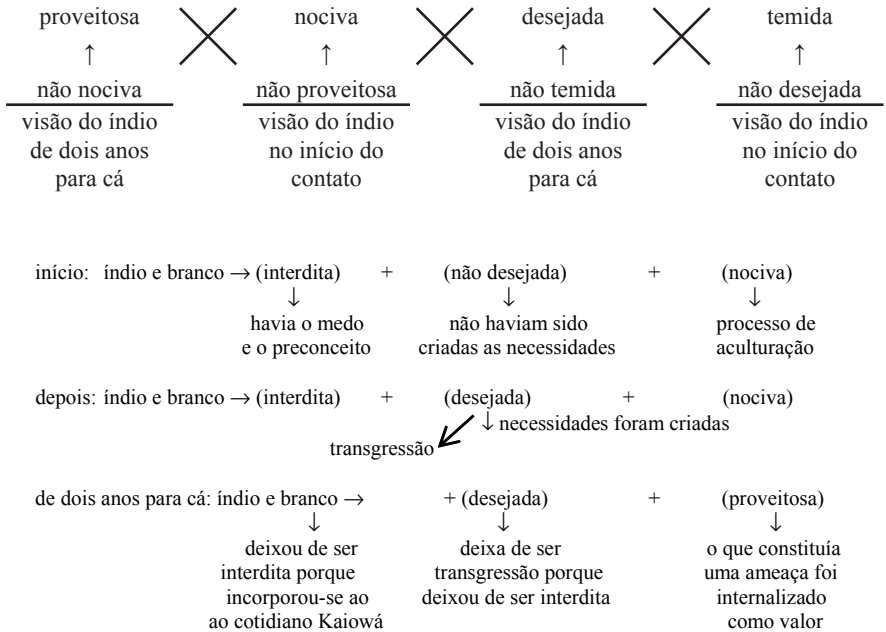 proveitosa nociva desejada temida
↑ ↑ ↑ ↑
não nociva não proveitosa não temida não desejada
visão do índio visão do índio visão do índio visão do índio
de dois anos no início do de dois anos no início do
para cá contato para cá contato
início: índio e branco → (interdita) + (não desejada) + (nociva)
↓ ↓ ↓
havia o medo não haviam sido processo de
e o preconceito criadas as necessidades aculturação
depois: índio e branco → (interdita) + (desejada) + (nociva)
↓ necessidades foram criadas
transgressão
de dois anos para cá: índio e branco → + (desejada) + (proveitosa)
↓ ↓ ↓
deixou de ser deixa de ser o que constituía
interdita porque transgressão porque uma ameaça foi
incorporou-se ao deixou de ser interdita internalizado
ao cotidiano Kaiowá como valor